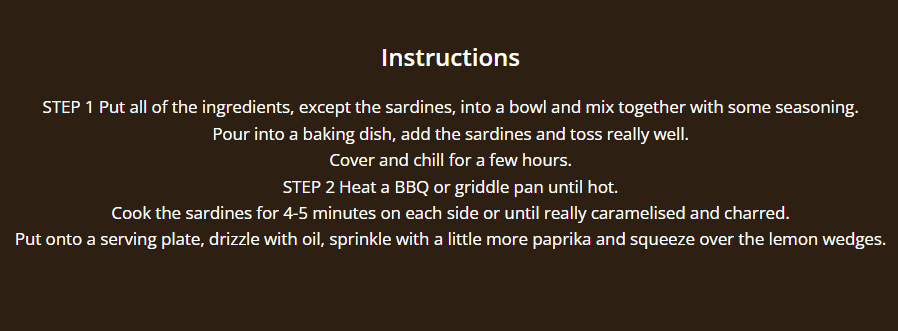 Instructions
STEP 1 Put all of the ingredients, except the sardines, into a bowl and mix together with some seasoning.
Pour into a baking dish, add the sardines and toss really well.
Cover and chill for a few hours.
STEP 2 Heat a BBQ or griddle pan until hot.
Cook the sardines for 4-5 minutes on each side or until really caramelised and charred.
Put onto a serving plate, drizzle with oil, sprinkle with a little more paprika and squeeze over the lemon wedges.